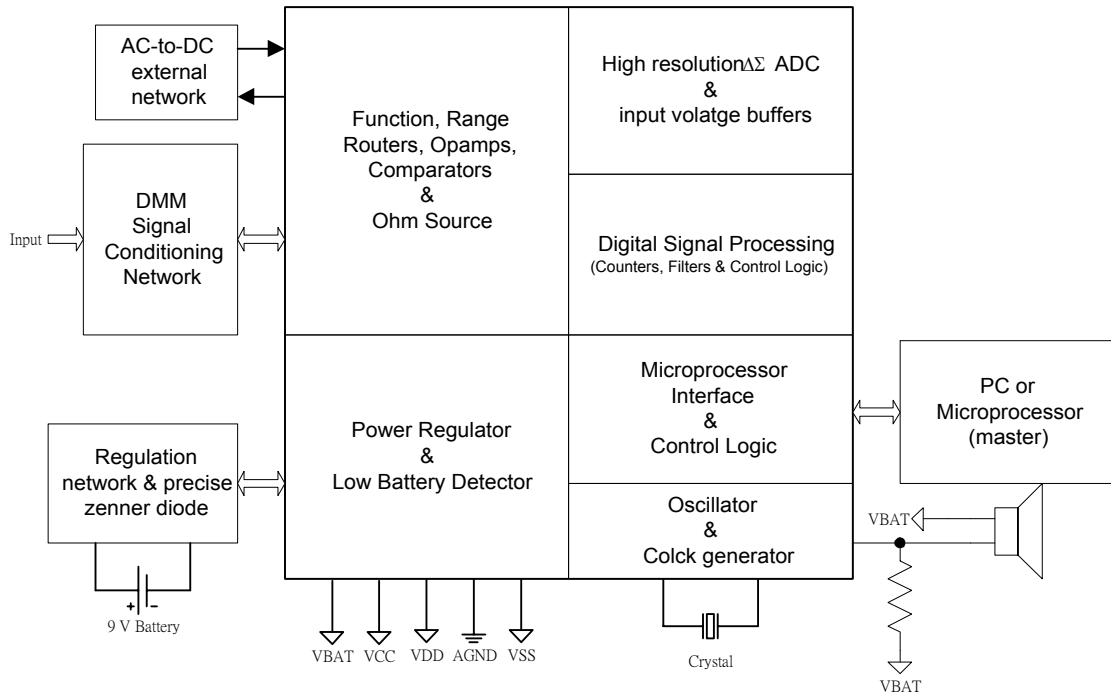 AC-to-DC
external
network
Function, Range
Routers, Opamps,
Comparators
&
Ohm Source
High resolutionΔΣ ADC
&
input volatge buffers
Input
DMM
Signal
Conditioning
Network
Digital Signal Processing
(Counters, Filters & Control Logic)
Microprocessor
Interface
&
Control Logic
PC or
Microprocessor
(master)
Regulation
network & precise
zenner diode
Power Regulator
&
Low Battery Detector
Oscillator
&
Colck generator
VBAT
+ -
9 V Battery
VBAT
VCC
VDD
AGND
VSS
Crystal
VBAT